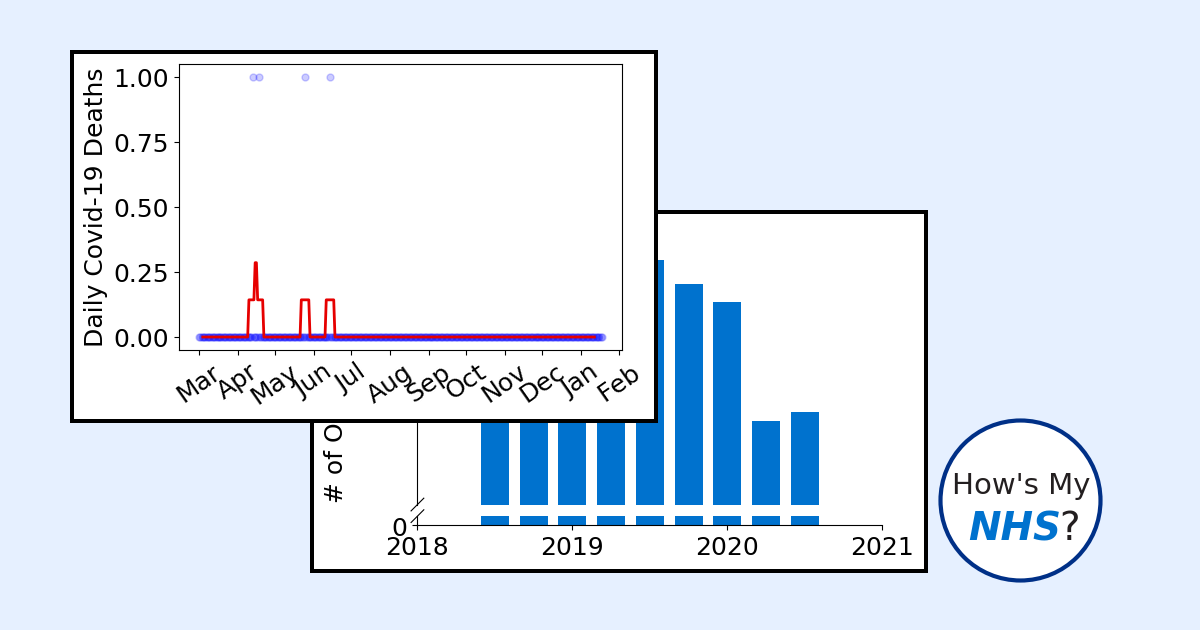 Daily Covid-19 Deaths
1.00
0.75
0.50
0.25
0.00
Mar Apr May Jun Jul Aug Sep Oct Nov Dec Jan Feb
# of O
0
2018 2019 2020 2021
How's My
NHS?